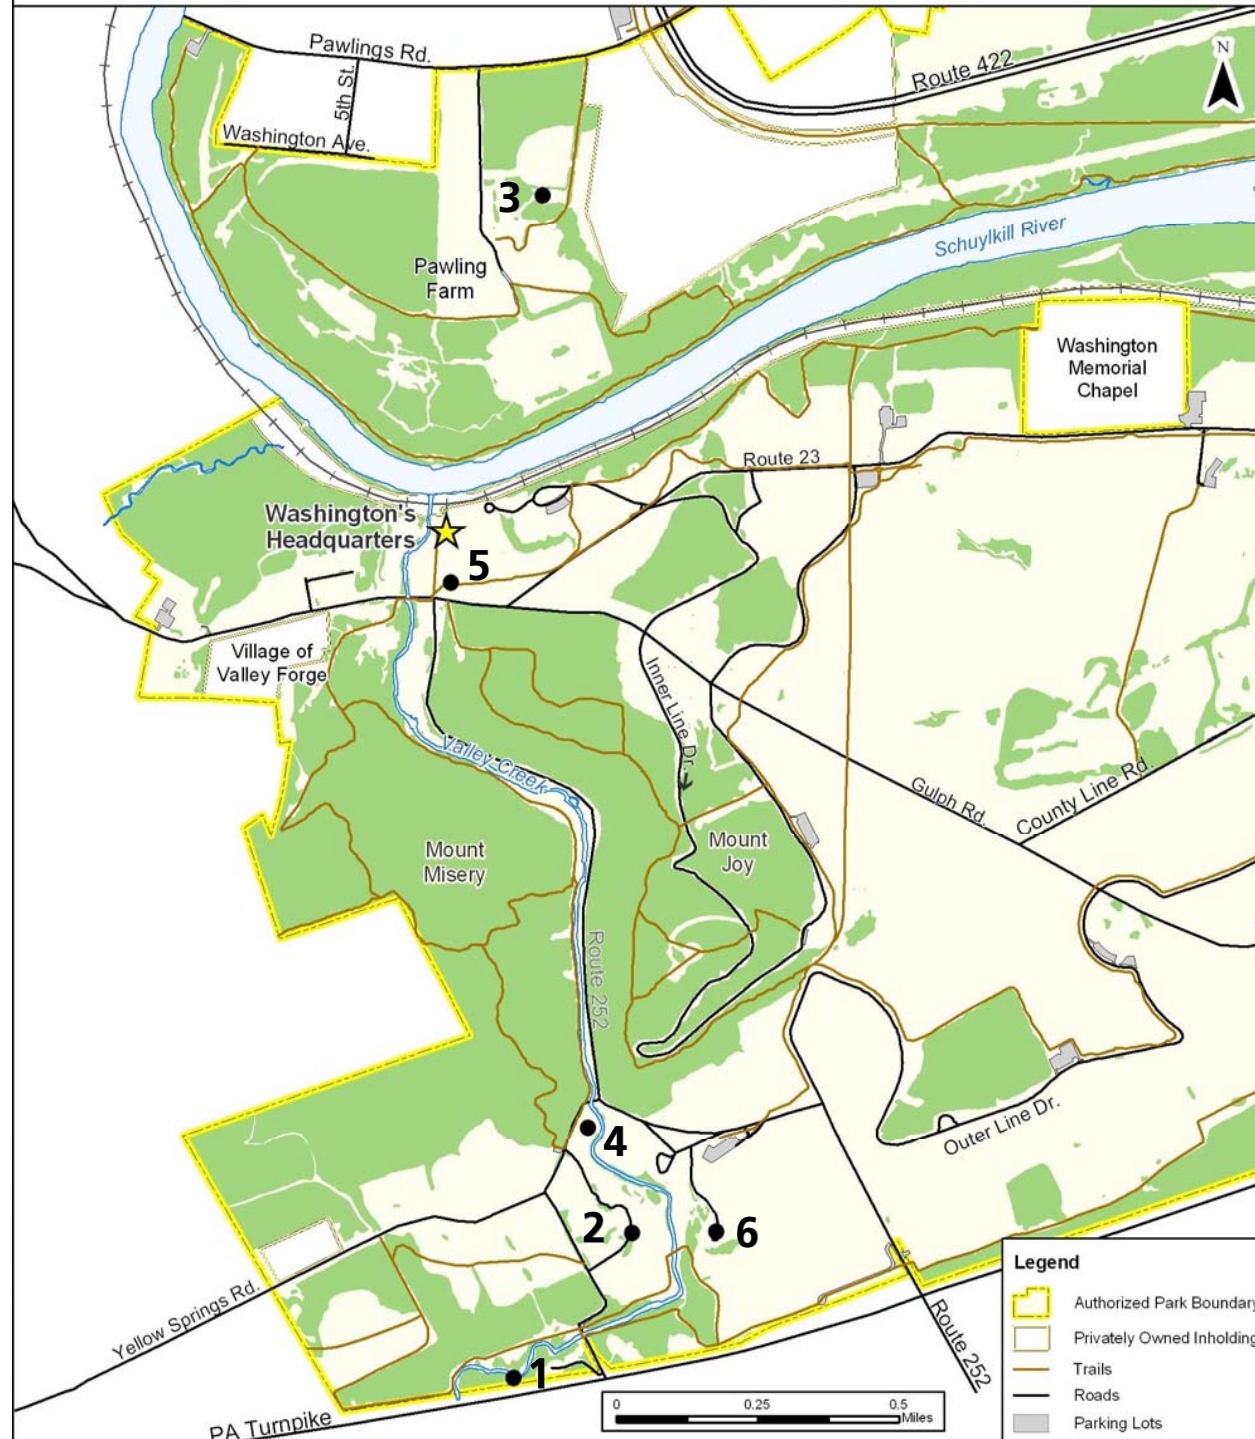 Pawlings Rd.
5th St.
Washington Ave.
Route 422
N
3
Pawling
Farm
Schuylkill River
Washington
Memorial
Chapel
Route 23
Washington's
Headquarters
5
Village of
Valley Forge
Inner Line Dr.
Valley Creek
Gulph Rd.
County Line Rd.
Mount
Misery
Mount
Joy
Route 252
4
Outer Line Dr.
2
6
Yellow Springs Rd.
1
PA Turnpike
Route 252
0 0.25 0.5
Miles
Legend
Authorized Park Boundary
Privately Owned Inholding
Trails
Roads
Parking Lots